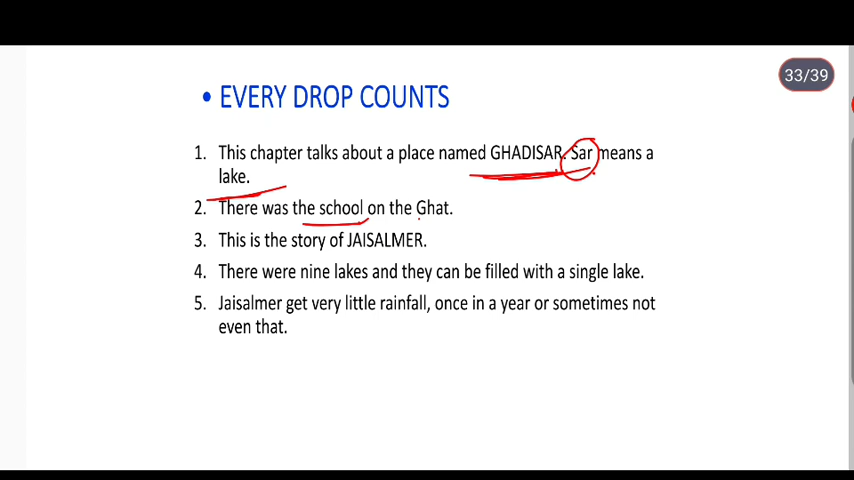 33/39
• EVERY DROP COUNTS
1. This chapter talks about a place named GHADISAR. Sar means a
lake.
2. There was the school on the Ghat.
3. This is the story of JAISALMER.
4. There were nine lakes and they can be filled with a single lake.
5. Jaisalmer get very little rainfall, once in a year or sometimes not
even that.